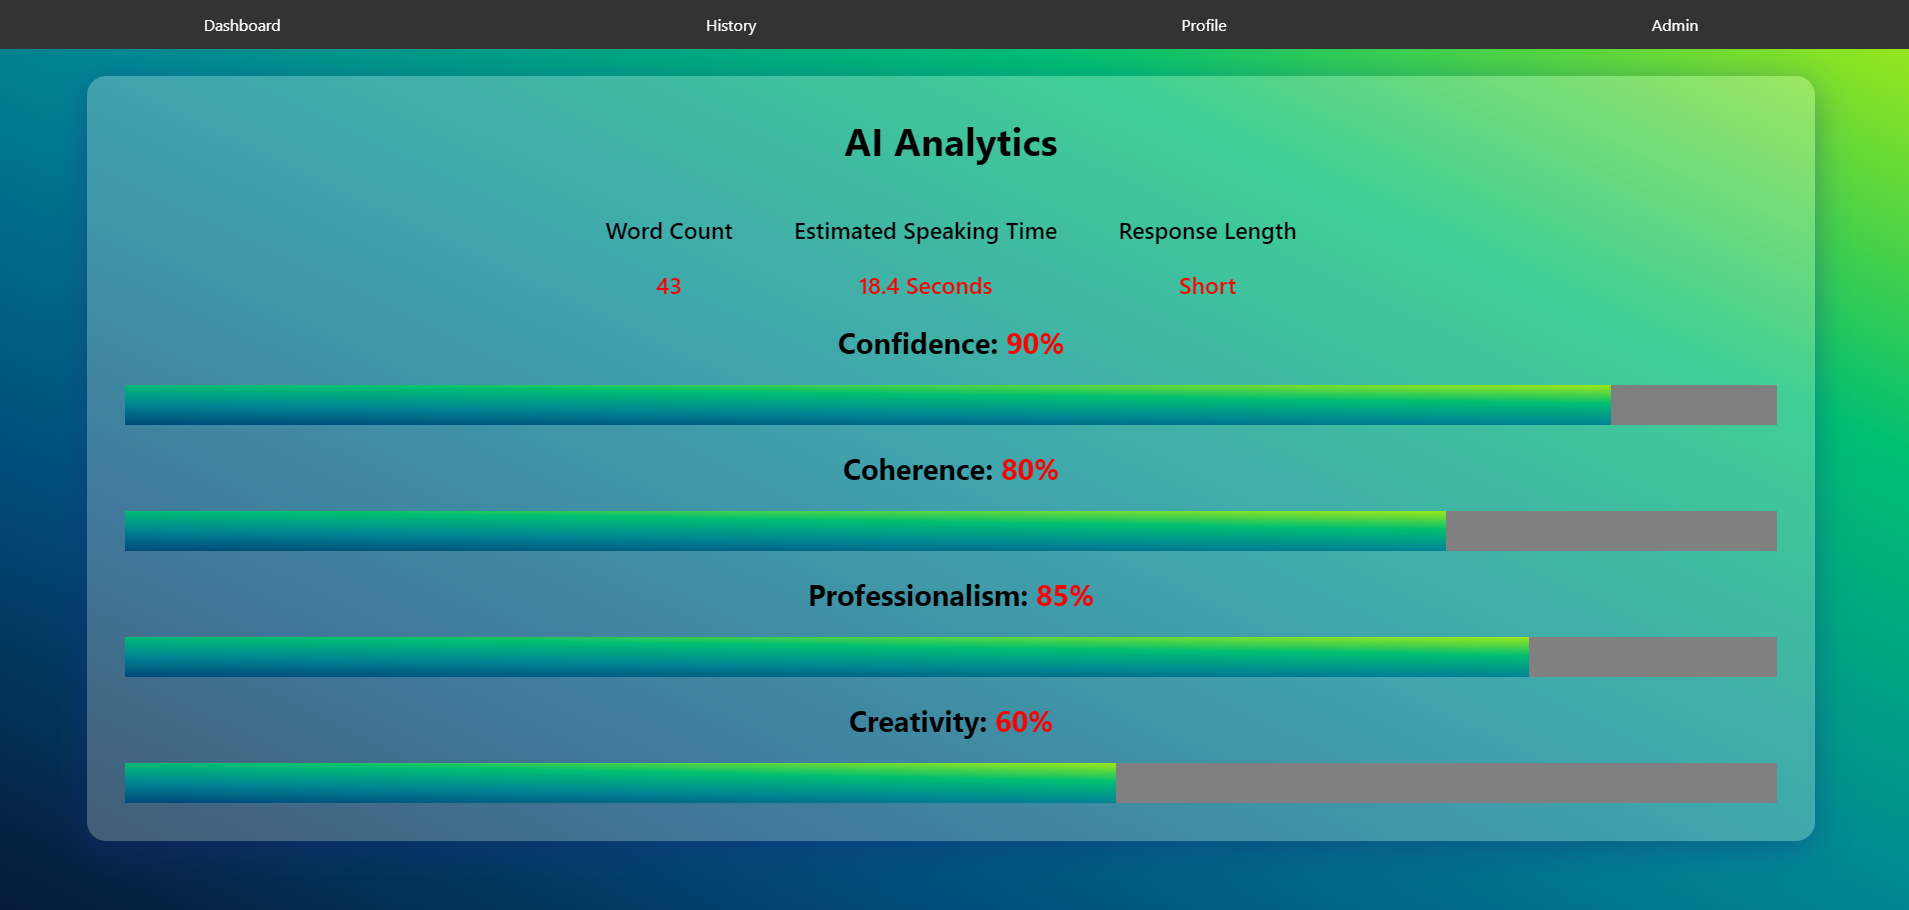 Dashboard History Profile Admin
AI Analytics
Word Count Estimated Speaking Time Response Length
43 18.4 Seconds Short
Confidence: 90%
Coherence: 80%
Professionalism: 85%
Creativity: 60%